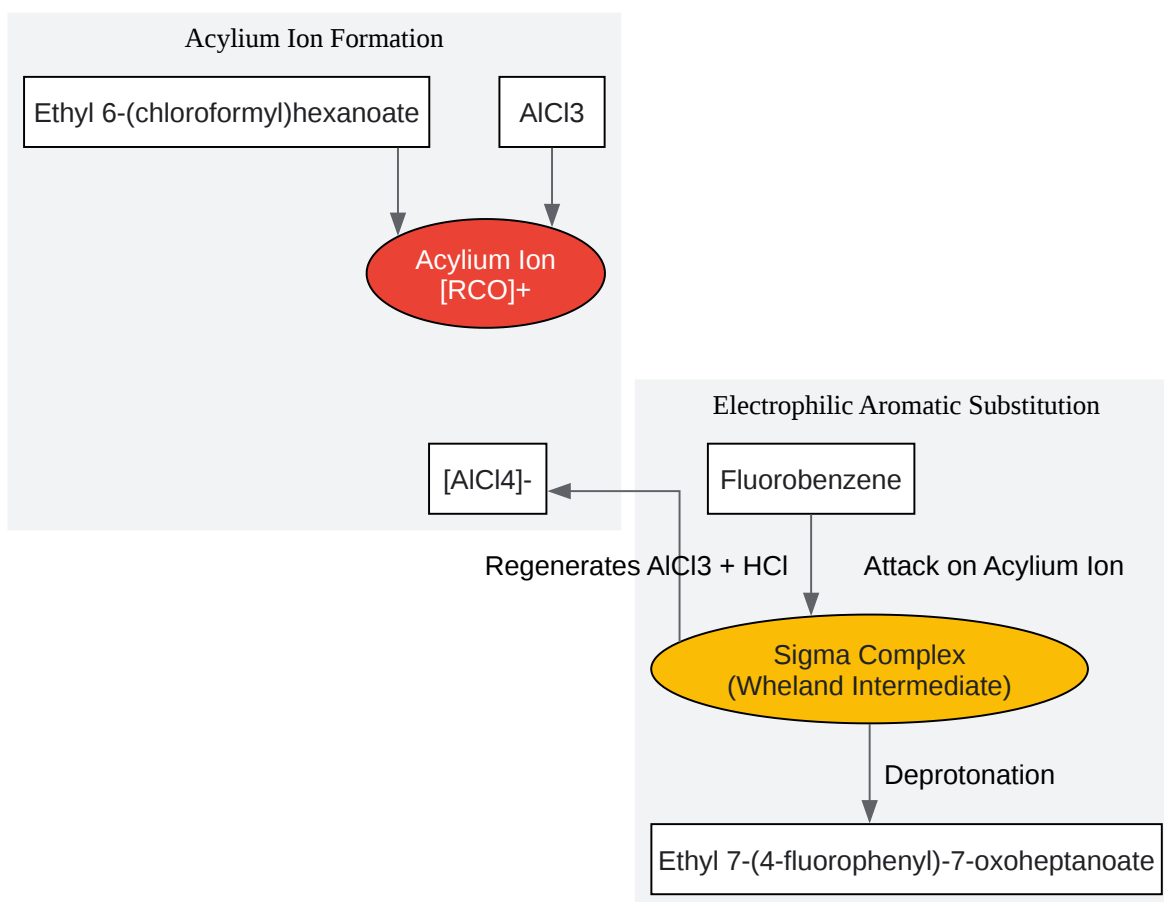 Acylium Ion Formation
Ethyl 6-(chloroformyl)hexanoate
AlCl3
Acylium Ion
[RCO]+
Electrophilic Aromatic Substitution
[AlCl4]-
Fluorobenzene
Regenerates AlCl3 + HCl
Attack on Acylium Ion
Sigma Complex
(Wheland Intermediate)
Deprotonation
Ethyl 7-(4-fluorophenyl)-7-oxoheptanoate